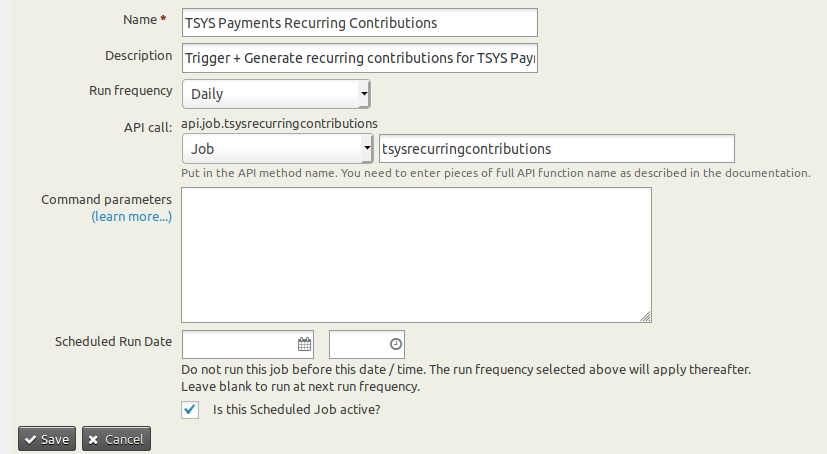 Name * TSYS Payments Recurring Contributions
Description Trigger + Generate recurring contributions for TSYS Pay
Run frequency Daily
API call: api.job.tsysrecurringcontributions
Job tsysrecurringcontributions
Put in the API method name. You need to enter pieces of full API function name as described in the documentation.
Command parameters
(learn more...)
Scheduled Run Date
Do not run this job before this date / time. The run frequency selected above will apply thereafter.
Leave blank to run at next run frequency.
Is this Scheduled Job active?
Save Cancel